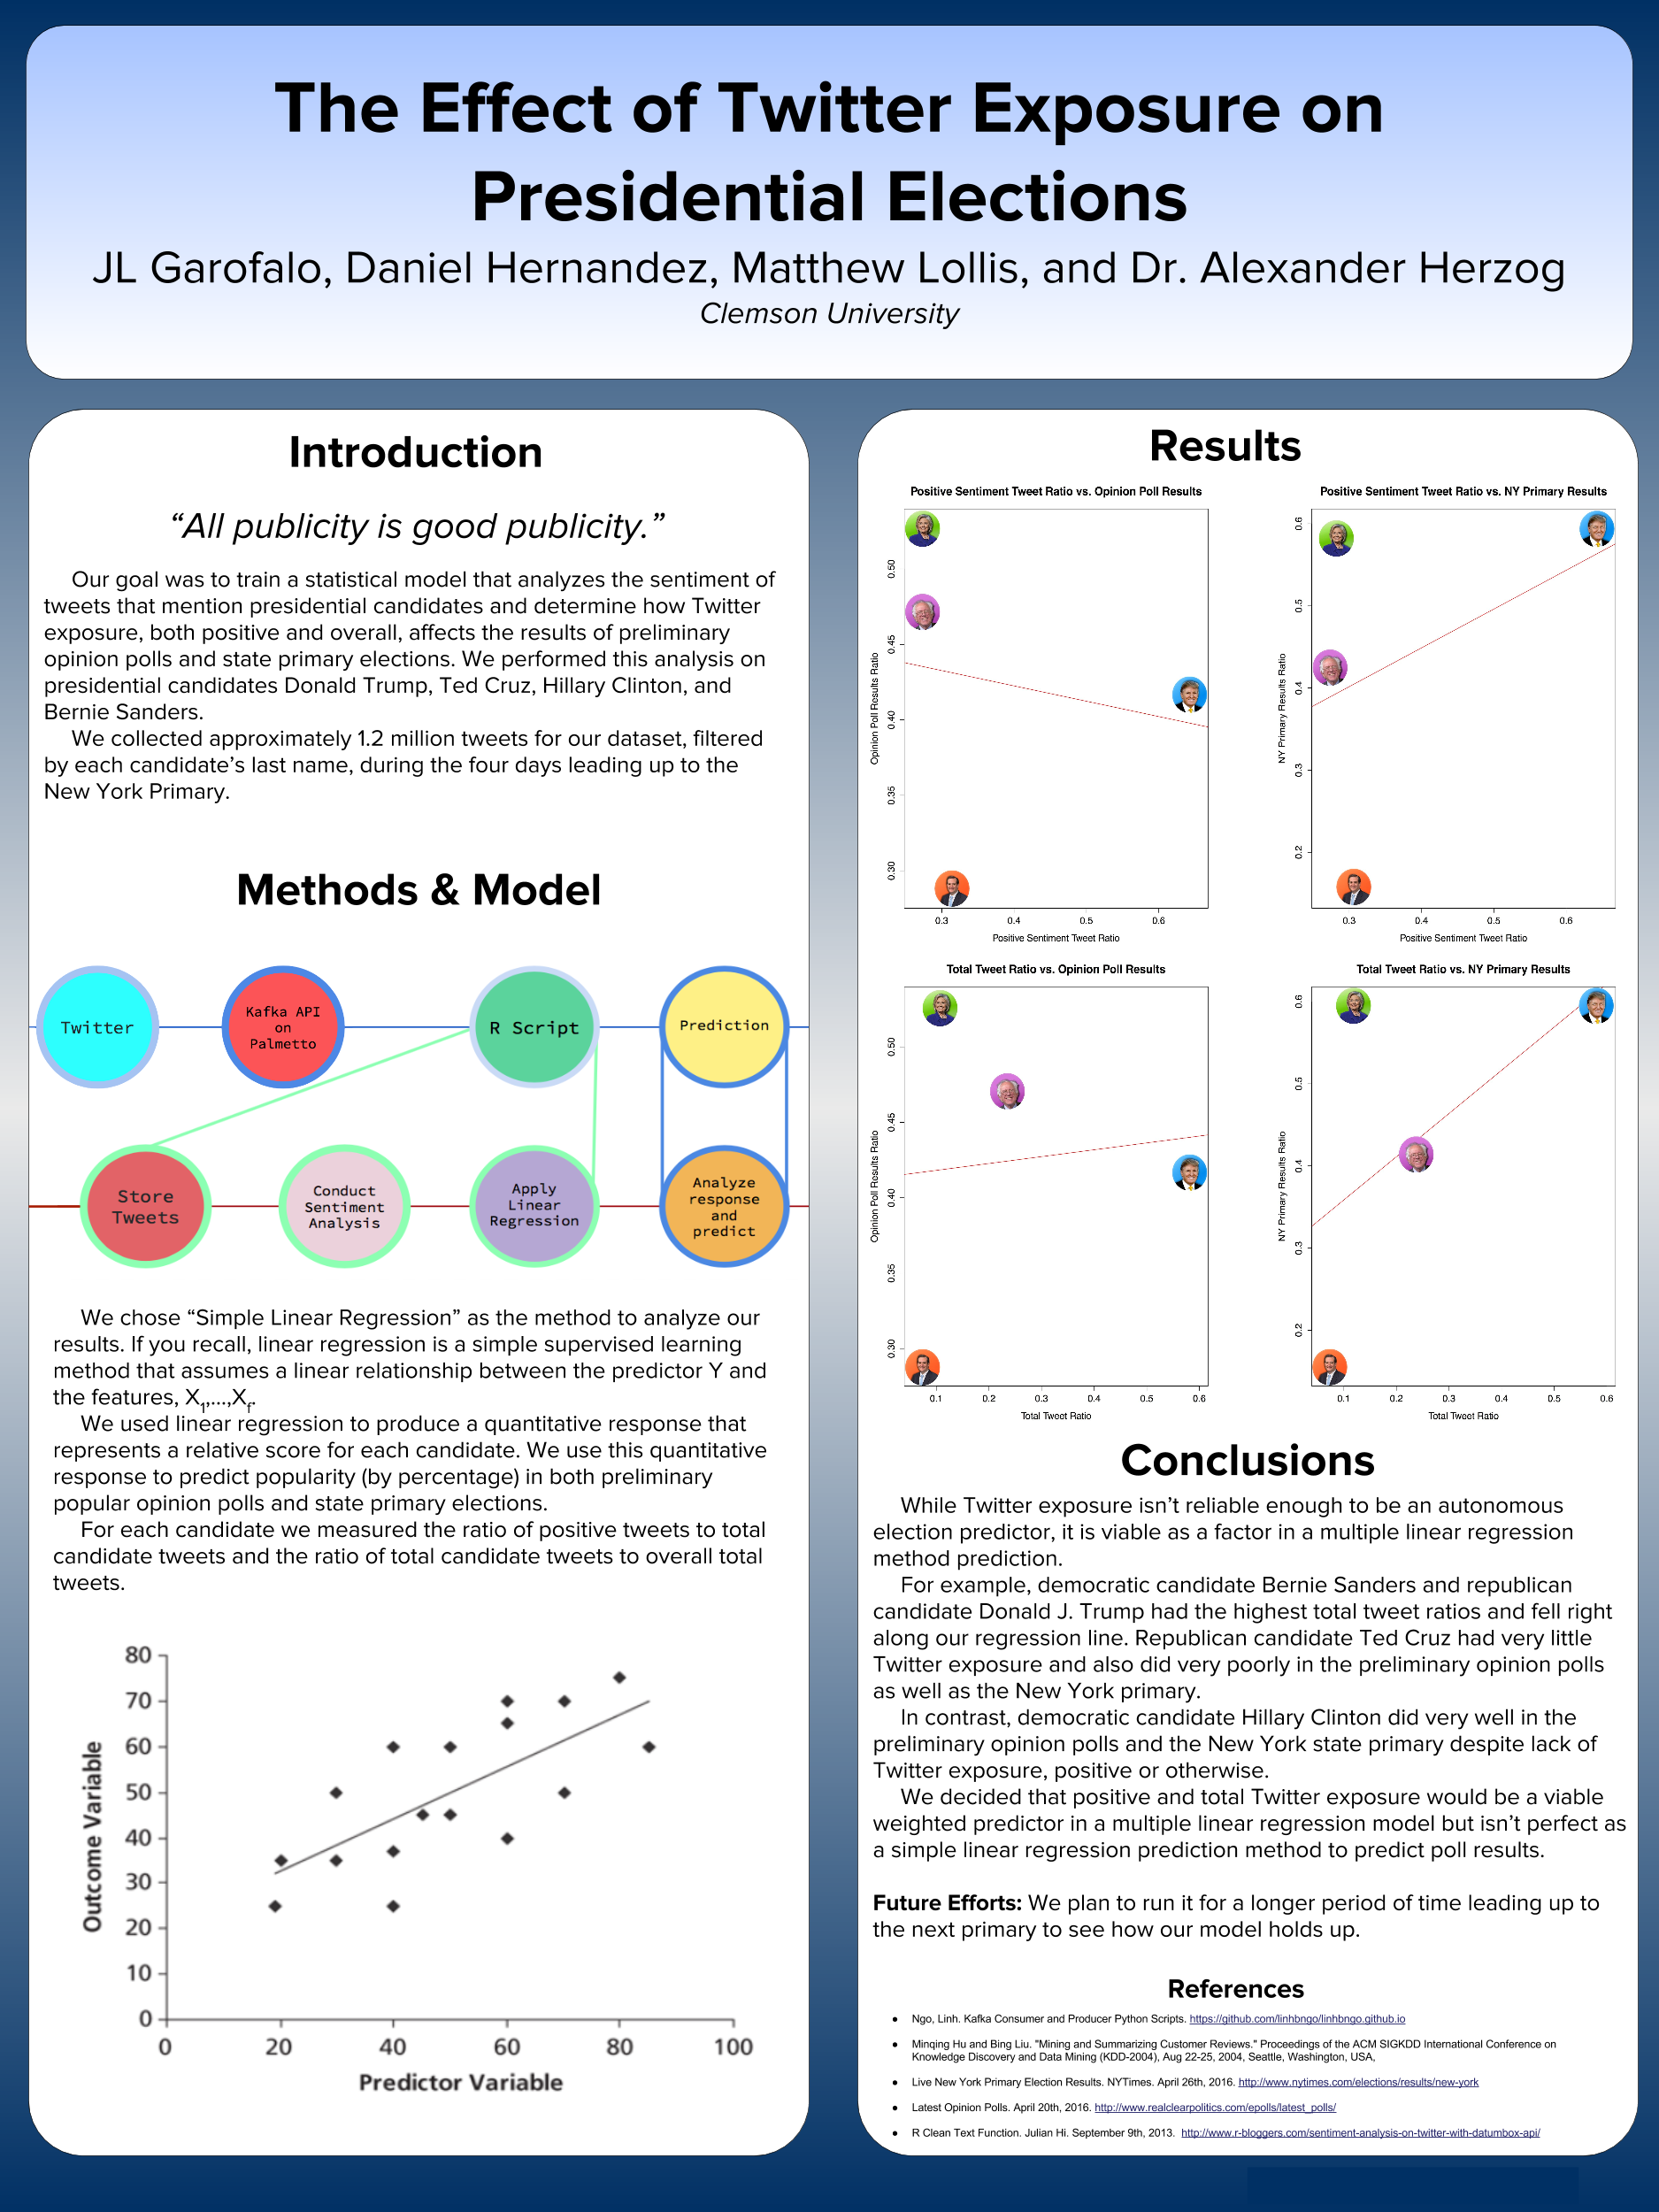 The Effect of Twitter Exposure on
Presidential Elections
JL Garofalo, Daniel Hernandez, Matthew Lollis, and Dr. Alexander Herzog
Clemson University
Introduction
“All publicity is good publicity.”
Our goal was to train a statistical model that analyzes the sentiment of
tweets that mention presidential candidates and determine how Twitter
exposure, both positive and overall, affects the results of preliminary
opinion polls and state primary elections. We performed this analysis on
presidential candidates Donald Trump, Ted Cruz, Hillary Clinton, and
Bernie Sanders.
We collected approximately 1.2 million tweets for our dataset, filtered
by each candidate’s last name, during the four days leading up to the
New York Primary.
Methods & Model
Twitter
Kafka API
on
Palmetto
R Script
Prediction
Store
Tweets
Conduct
Sentiment
Analysis
Apply
Linear
Regression
Analyze
response
and
predict
We chose “Simple Linear Regression” as the method to analyze our
results. If you recall, linear regression is a simple supervised learning
method that assumes a linear relationship between the predictor Y and
the features, X1,...,Xf.
We used linear regression to produce a quantitative response that
represents a relative score for each candidate. We use this quantitative
response to predict popularity (by percentage) in both preliminary
popular opinion polls and state primary elections.
For each candidate we measured the ratio of positive tweets to total
candidate tweets and the ratio of total candidate tweets to overall total
tweets.
80
70
60
50
40
30
20
10
0
Outcome Variable
0 20 40 60 80 100
Predictor Variable
Results
Positive Sentiment Tweet Ratio vs. Opinion Poll Results
Opinion Poll Results Ratio
0.50
0.45
0.40
0.35
0.30
0.3 0.4 0.5 0.6
Positive Sentiment Tweet Ratio
Positive Sentiment Tweet Ratio vs. NY Primary Results
NY Primary Results Ratio
0.6
0.5
0.4
0.3
0.2
0.3 0.4 0.5 0.6
Positive Sentiment Tweet Ratio
Total Tweet Ratio vs. Opinion Poll Results
Opinion Poll Results Ratio
0.50
0.45
0.40
0.35
0.30
0.1 0.2 0.3 0.4 0.5 0.6
Total Tweet Ratio
Total Tweet Ratio vs. NY Primary Results
NY Primary Results Ratio
0.6
0.5
0.4
0.3
0.2
0.1 0.2 0.3 0.4 0.5 0.6
Total Tweet Ratio
Conclusions
While Twitter exposure isn’t reliable enough to be an autonomous
election predictor, it is viable as a factor in a multiple linear regression
method prediction.
For example, democratic candidate Bernie Sanders and republican
candidate Donald J. Trump had the highest total tweet ratios and fell right
along our regression line. Republican candidate Ted Cruz had very little
Twitter exposure and also did very poorly in the preliminary opinion polls
as well as the New York primary.
In contrast, democratic candidate Hillary Clinton did very well in the
preliminary opinion polls and the New York state primary despite lack of
Twitter exposure, positive or otherwise.
We decided that positive and total Twitter exposure would be a viable
weighted predictor in a multiple linear regression model but isn’t perfect as
a simple linear regression prediction method to predict poll results.
Future Efforts: We plan to run it for a longer period of time leading up to
the next primary to see how our model holds up.
References
● Ngo, Linh. Kafka Consumer and Producer Python Scripts. https://github.com/linhbngo/linhbngo.github.io
● Minqing Hu and Bing Liu. "Mining and Summarizing Customer Reviews." Proceedings of the ACM SIGKDD International Conference on
Knowledge Discovery and Data Mining (KDD-2004), Aug 22-25, 2004, Seattle, Washington, USA,
● Live New York Primary Election Results. NYTimes. April 26th, 2016. http://www.nytimes.com/elections/results/new-york
● Latest Opinion Polls. April 20th, 2016. http://www.realclearpolitics.com/epolls/latest_polls/
● R Clean Text Function. Julian Hi. September 9th, 2013. http://www.r-bloggers.com/sentiment-analysis-on-twitter-with-datumbox-api/